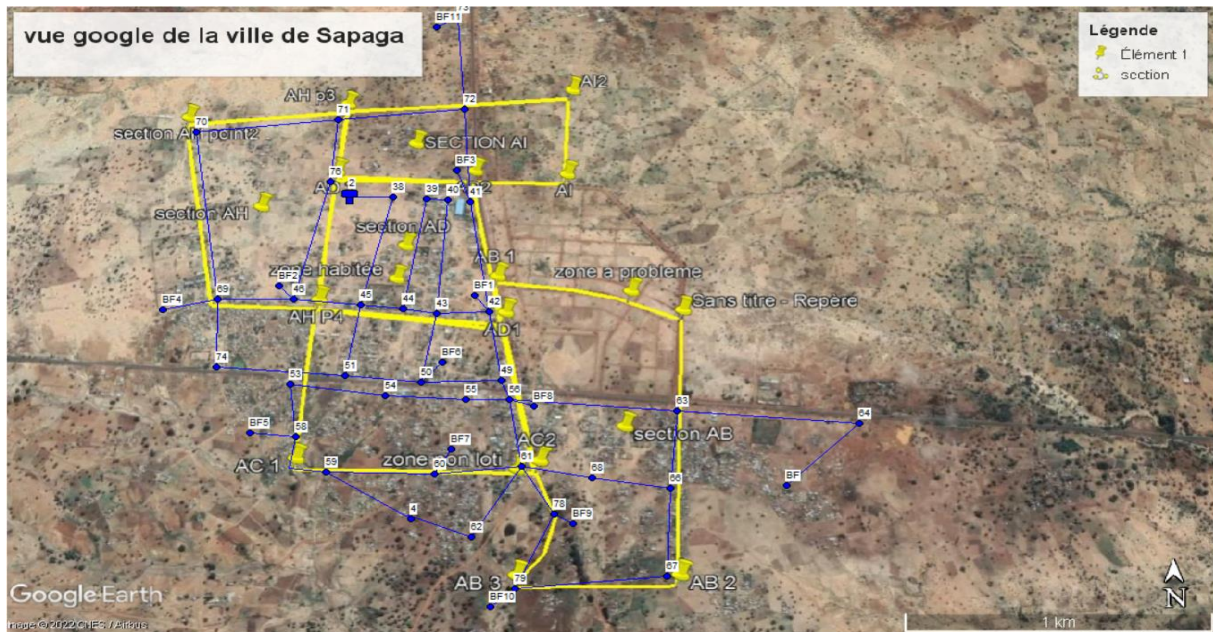 vue google de la ville de Sapaga
Légende
Élément 1
section
73
BF11
AI2
AH p3
72
71
70
section AH point2
SECTION AI
BF3
76
AI
2
38
39
40
41
section AH
section AD
AB 1
zone habitée
zone a probleme
BF2
BF1
Sans titre - Repère
69
46
45
44
43
42
BF4
AH P4
AD1
BF6
74
51
50
49
53
54
55
56
BF8
63
64
BF5
58
section AB
BF7
AC2
AC 1
59
zone non loti
60
61
68
66
BF
4
62
78
BF9
67
AB 3
79
AB 2
BF10
Google Earth
Image © 2022 CNES / Airbus
1 km
N